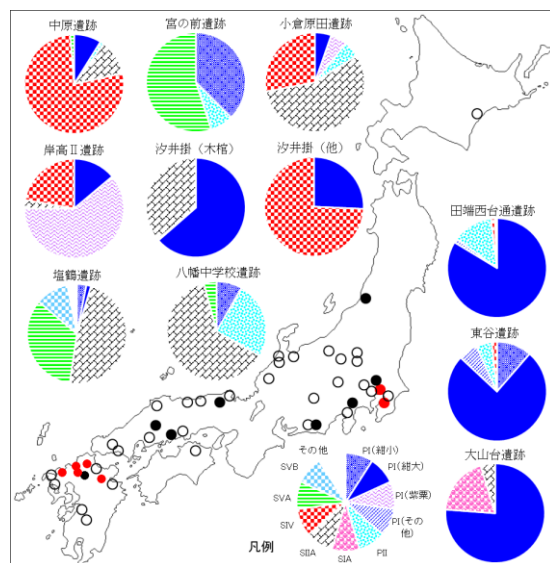 中原遺跡
宮の前遺跡
小倉原田遺跡
岸高Ⅱ遺跡
汐井掛（木棺）
汐井掛（他）
田端西台通遺跡
塩鶴遺跡
八幡中学校遺跡
東谷遺跡
大山台遺跡
その他
PⅠ(紺小)
PⅠ(紺大)
PⅠ(紫栗)
PⅠ(その
他)
PⅡ
SⅠA
SⅡA
SⅣ
SVA
SVB
凡例